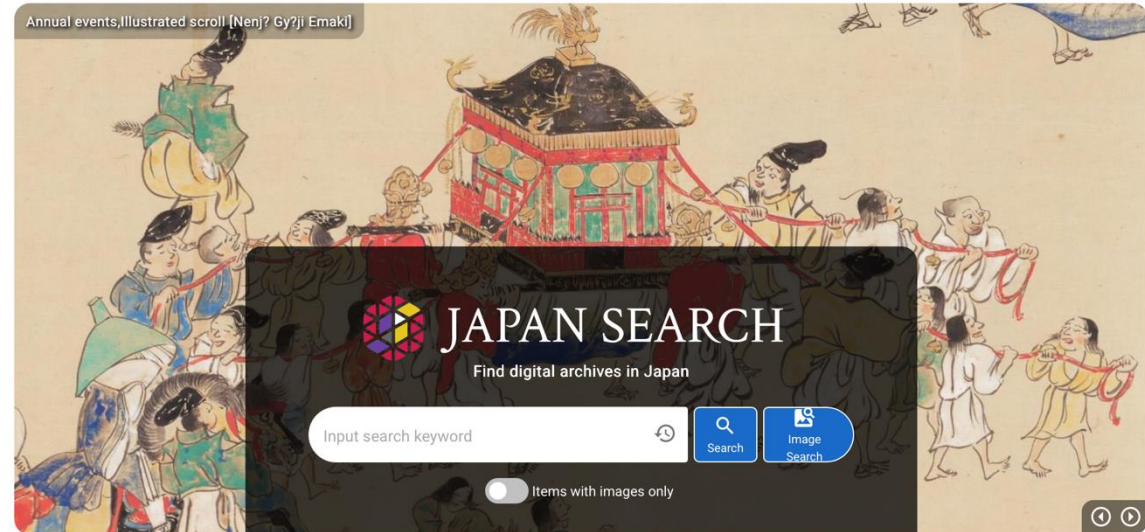 Annual events,Illustrated scroll [Nenj? Gy?ji Emaki]
JAPAN SEARCH
Find digital archives in Japan
Input search keyword
Search
Image
Search
Items with images only